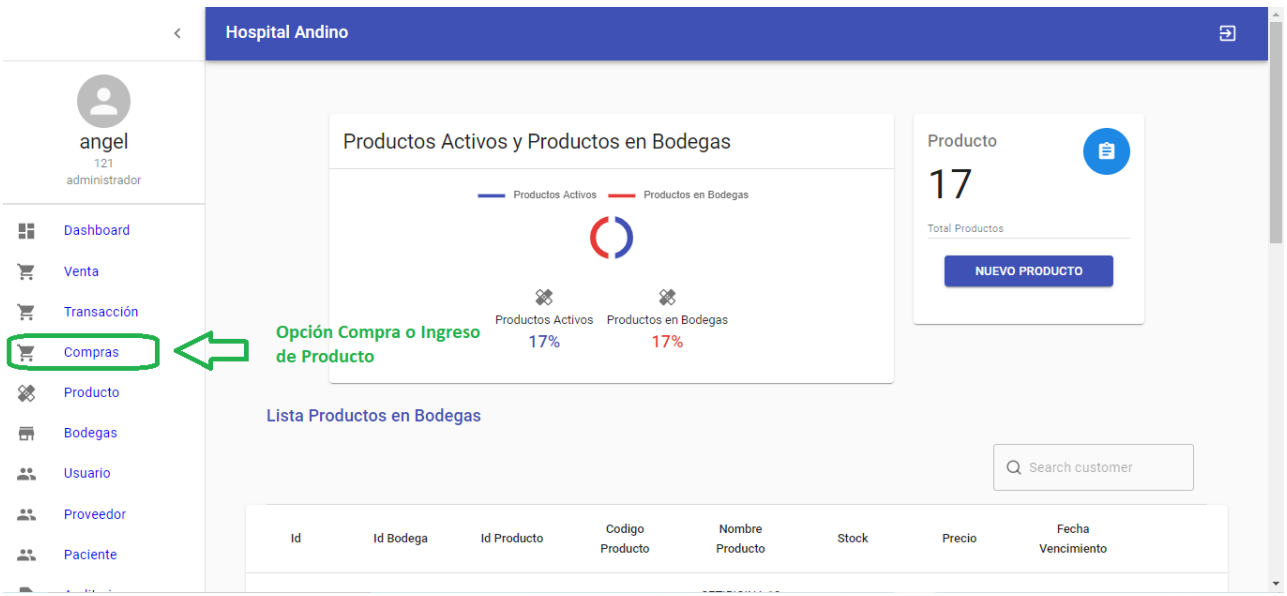 Hospital Andino
angel
121
administrador
Dashboard
Venta
Transacción
Compras
Producto
Bodegas
Usuario
Proveedor
Paciente
Opción Compra o Ingreso
de Producto
Productos Activos y Productos en Bodegas
Productos Activos Productos en Bodegas
Productos Activos Productos en Bodegas
17% 17%
Producto
17
Total Productos
NUEVO PRODUCTO
Lista Productos en Bodegas
Search customer
Id Id Bodega Id Producto Codigo Producto Nombre Producto Stock Precio Fecha Vencimiento